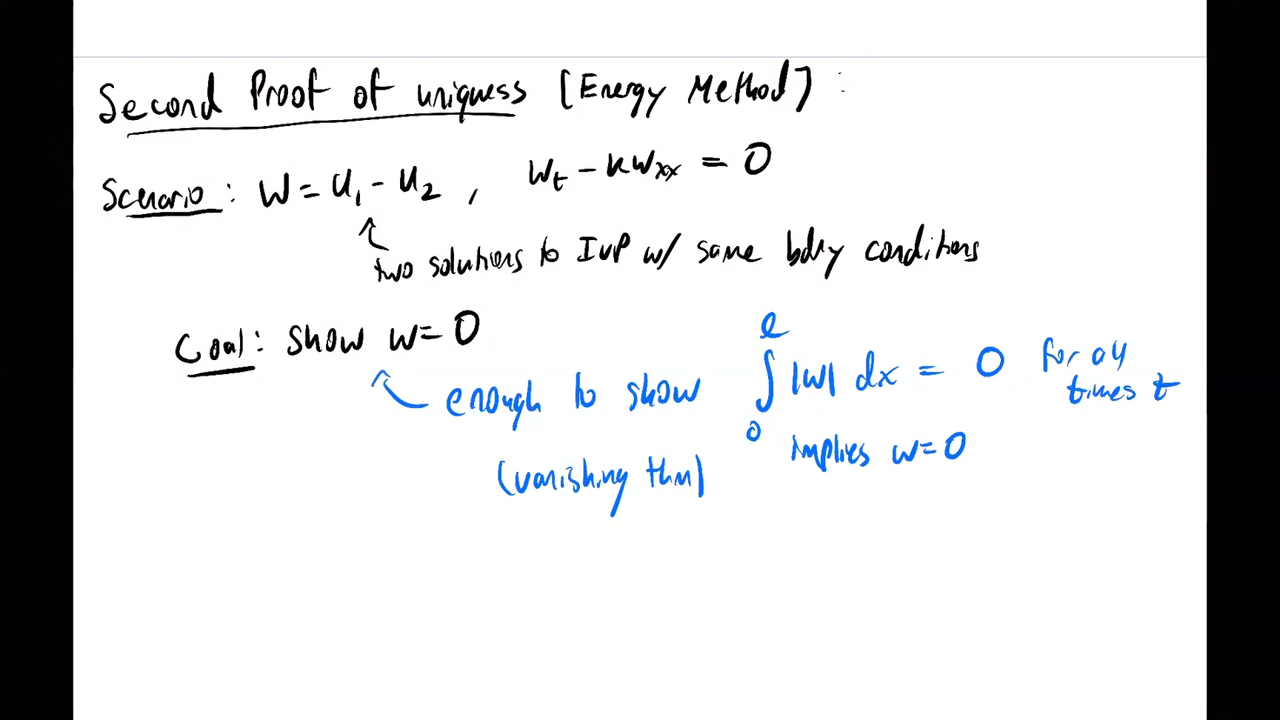 Second Proof of uniquess [Energy Method] :
Scenario : W = U₁ - U₂ , Wt - KWxx = 0
two solutions to IVP w/ same bdry conditions
Goal : show w = 0
enough to show ∫₀ˡ |w| dx = 0 for all times t
(vanishing thm) implies w = 0